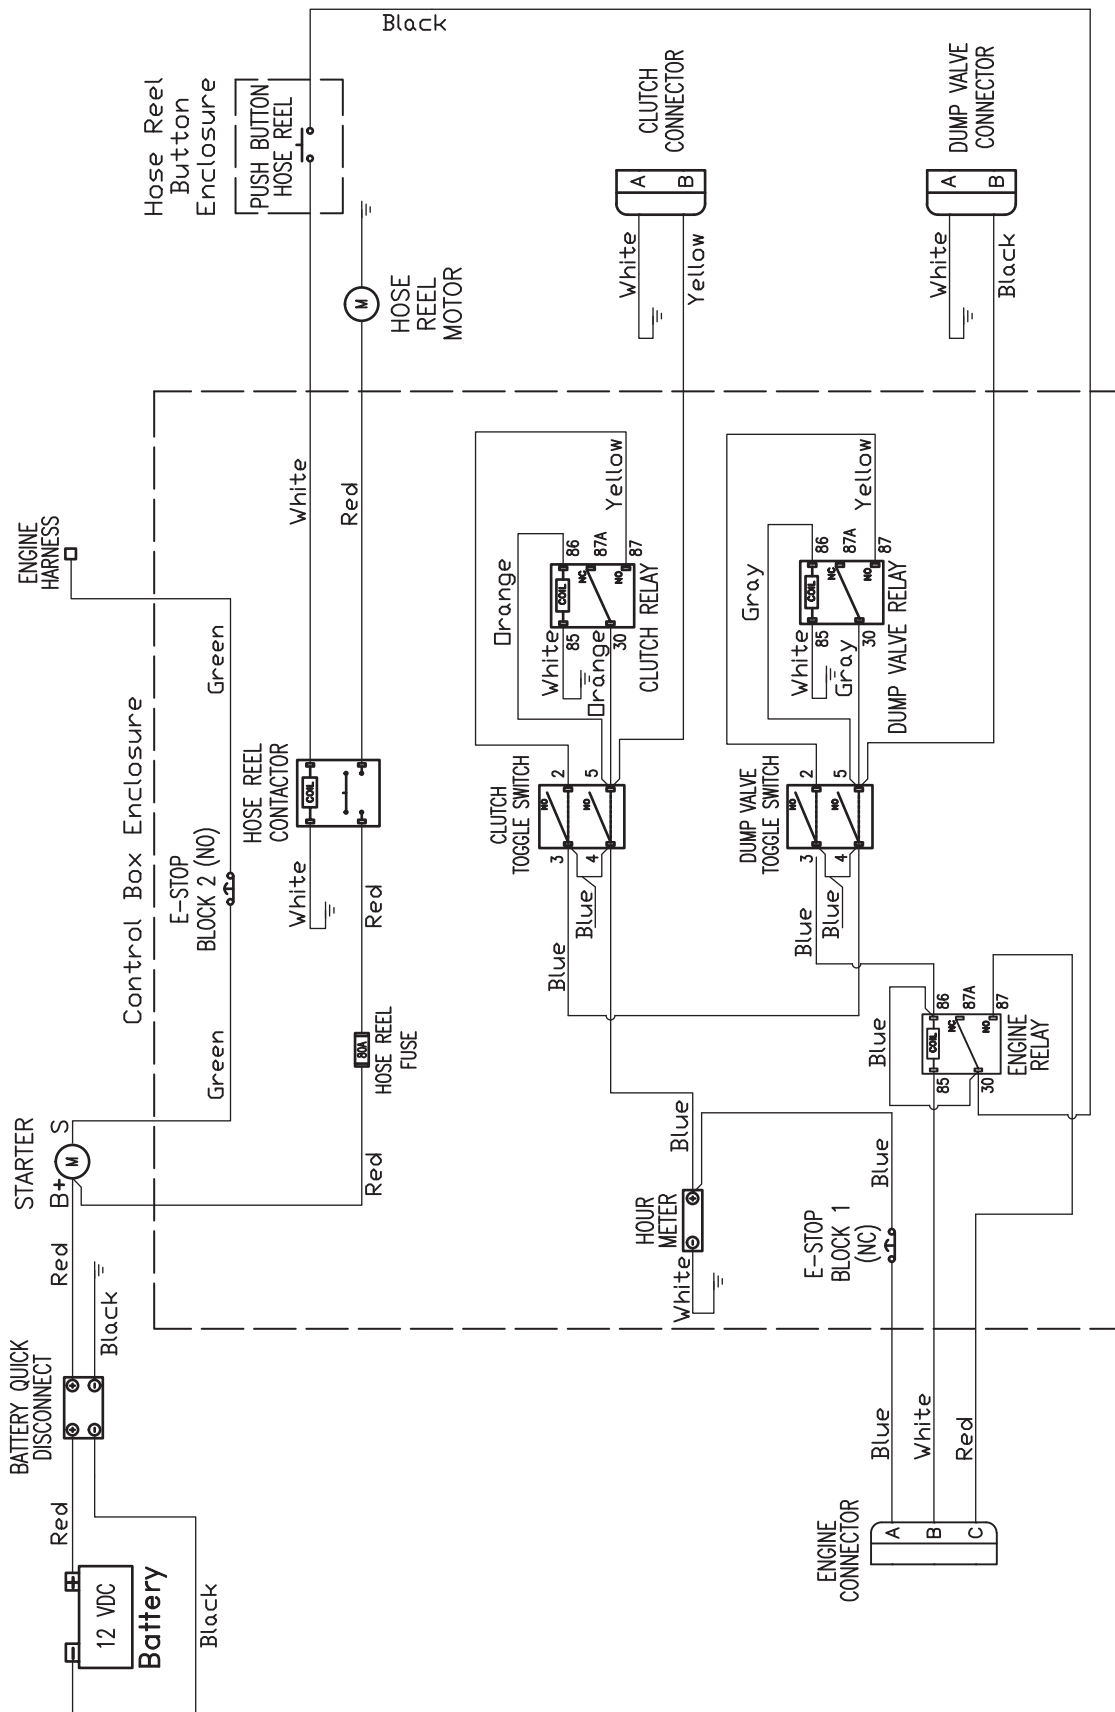 Battery
12 VDC
+
−
Red
Black
BATTERY QUICK
DISCONNECT
+
+
−
−
Red
Black
STARTER
B+
M
S
Green
Green
ENGINE
HARNESS
Control Box Enclosure
E-STOP
BLOCK 2 (NO)
Red
80A
HOSE REEL
FUSE
Red
White
HOSE REEL
CONTACTOR
COIL
White
Red
M
HOSE
REEL
MOTOR
Hose Reel
Button
Enclosure
PUSH BUTTON
HOSE REEL
Black
CLUTCH
TOGGLE SWITCH
3
4
NO
NO
2
5
Blue
Blue
Orange
White
Orange
85
30
COIL
NC
NO
86
87A
87
CLUTCH RELAY
Yellow
White
Yellow
A
B
CLUTCH
CONNECTOR
HOUR
METER
White
−
+
Blue
DUMP VALVE
TOGGLE SWITCH
3
4
NO
NO
2
5
Blue
Blue
Gray
White
Gray
85
30
COIL
NC
NO
86
87A
87
DUMP VALVE RELAY
Yellow
White
Black
A
B
DUMP VALVE
CONNECTOR
E-STOP
BLOCK 1
(NC)
Blue
Blue
85
30
COIL
NC
NO
86
87A
87
ENGINE
RELAY
ENGINE
CONNECTOR
A
B
C
Blue
White
Red